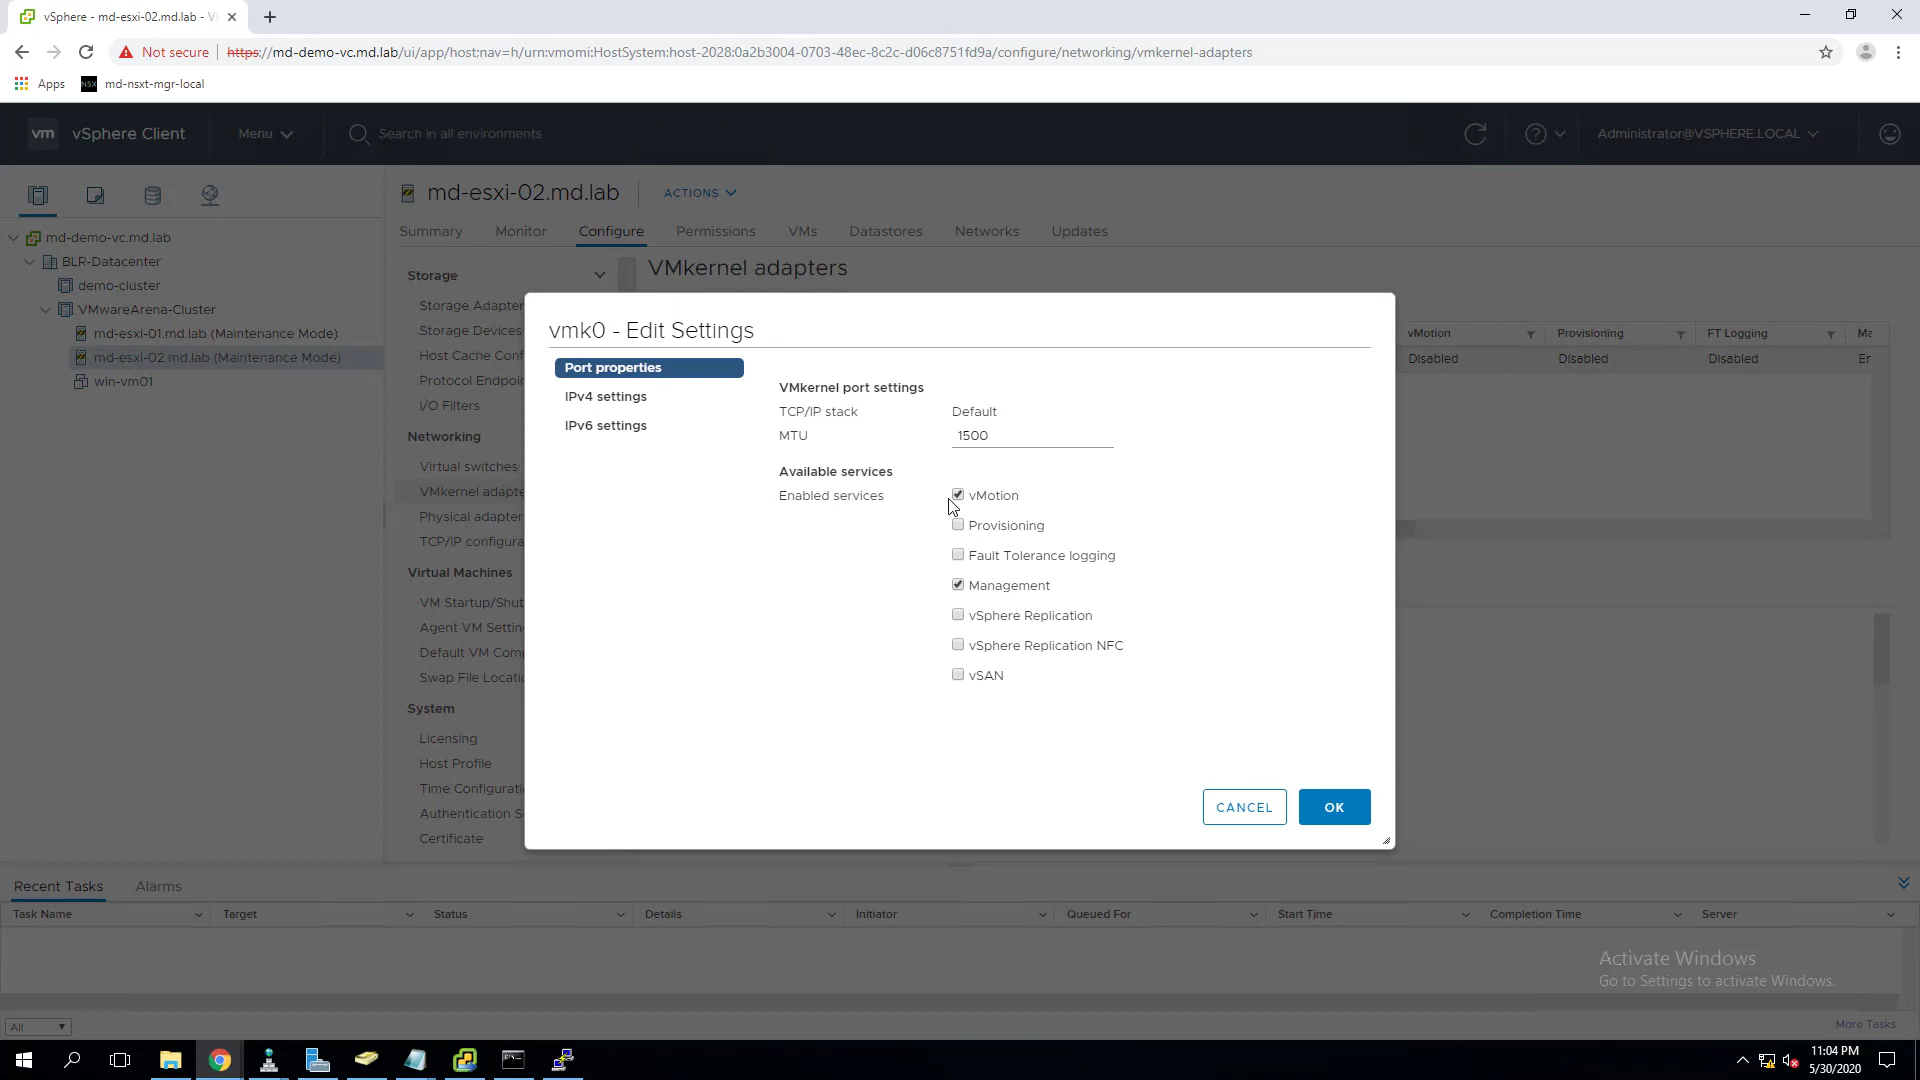 vSphere - md-esxi-02.md.lab - V
Not secure
https://md-demo-vc.md.lab/ui/app/host;nav=h/urn:vmomi:HostSystem:host-2028:0a2b3004-0703-48ec-8c2c-d06c8751fd9a/configure/networking/vmkernel-adapters
Apps
NSX
md-nsxt-mgr-local
vm
vSphere Client
Menu
Search in all environments
Administrator@VSPHERE.LOCAL
md-demo-vc.md.lab
BLR-Datacenter
demo-cluster
VMwareArena-Cluster
md-esxi-01.md.lab (Maintenance Mode)
md-esxi-02.md.lab (Maintenance Mode)
win-vm01
md-esxi-02.md.lab
ACTIONS
Summary
Monitor
Configure
Permissions
VMs
Datastores
Networks
Updates
Storage
Storage Adapter
Storage Devices
Host Cache Conf
Protocol Endpoin
I/O Filters
Networking
Virtual switches
VMkernel adapte
Physical adapter
TCP/IP configura
Virtual Machines
VM Startup/Shut
Agent VM Settin
Default VM Comp
Swap File Locati
System
Licensing
Host Profile
Time Configurati
Authentication S
Certificate
VMkernel adapters
vMotion
Provisioning
FT Logging
Ma
Disabled
Disabled
Disabled
En
vmk0 - Edit Settings
Port properties
IPv4 settings
IPv6 settings
VMkernel port settings
TCP/IP stack
Default
MTU
1500
Available services
Enabled services
vMotion
Provisioning
Fault Tolerance logging
Management
vSphere Replication
vSphere Replication NFC
vSAN
CANCEL
OK
Recent Tasks
Alarms
Task Name
Target
Status
Details
Initiator
Queued For
Start Time
Completion Time
Server
Activate Windows
Go to Settings to activate Windows.
All
More Tasks
11:04 PM
5/30/2020